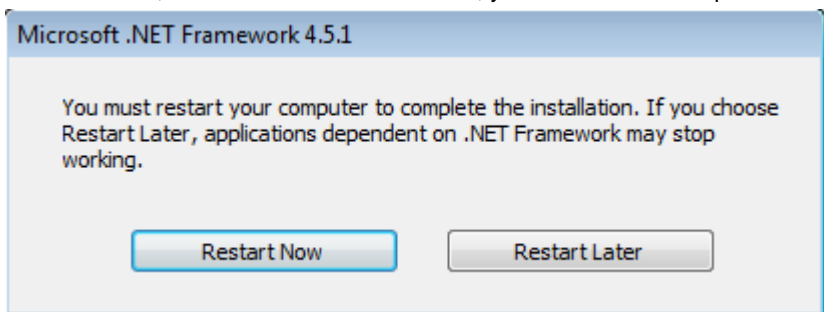 Microsoft .NET Framework 4.5.1
You must restart your computer to complete the installation. If you choose
Restart Later, applications dependent on .NET Framework may stop
working.
Restart Now
Restart Later